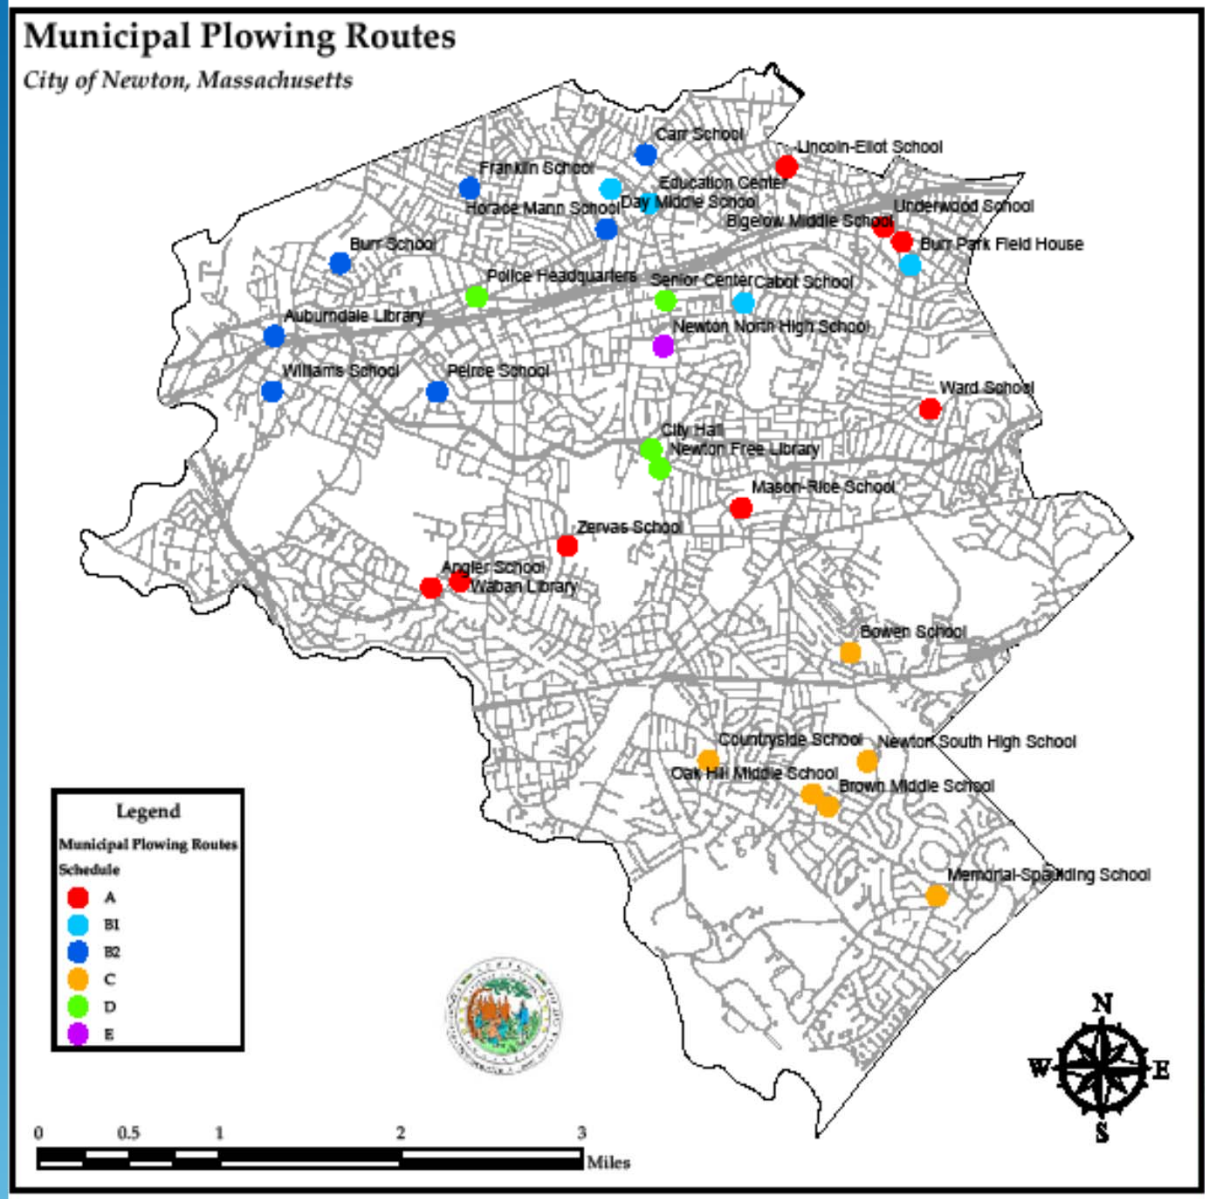 Municipal Plowing Routes
City of Newton, Massachusetts
Carr School
Lincoln-Eliot School
Franklin School
Education Center
Horace Mann School
Day Middle School
Underwood School
Bigelow Middle School
Burr School
Burr Park Field House
Police Headquarters
Senior Center
Cabot School
Auburndale Library
Newton North High School
Williams School
Peirce School
Ward School
City Hall
Newton Free Library
Mason-Rice School
Zervas School
Angier School
Waban Library
Bowen School
Countryside School
Newton South High School
Oak Hill Middle School
Brown Middle School
Memorial-Spaulding School
Legend
Municipal Plowing Routes
Schedule
A
B1
B2
C
D
E
N
W
E
S
0 0.5 1 2 3
Miles